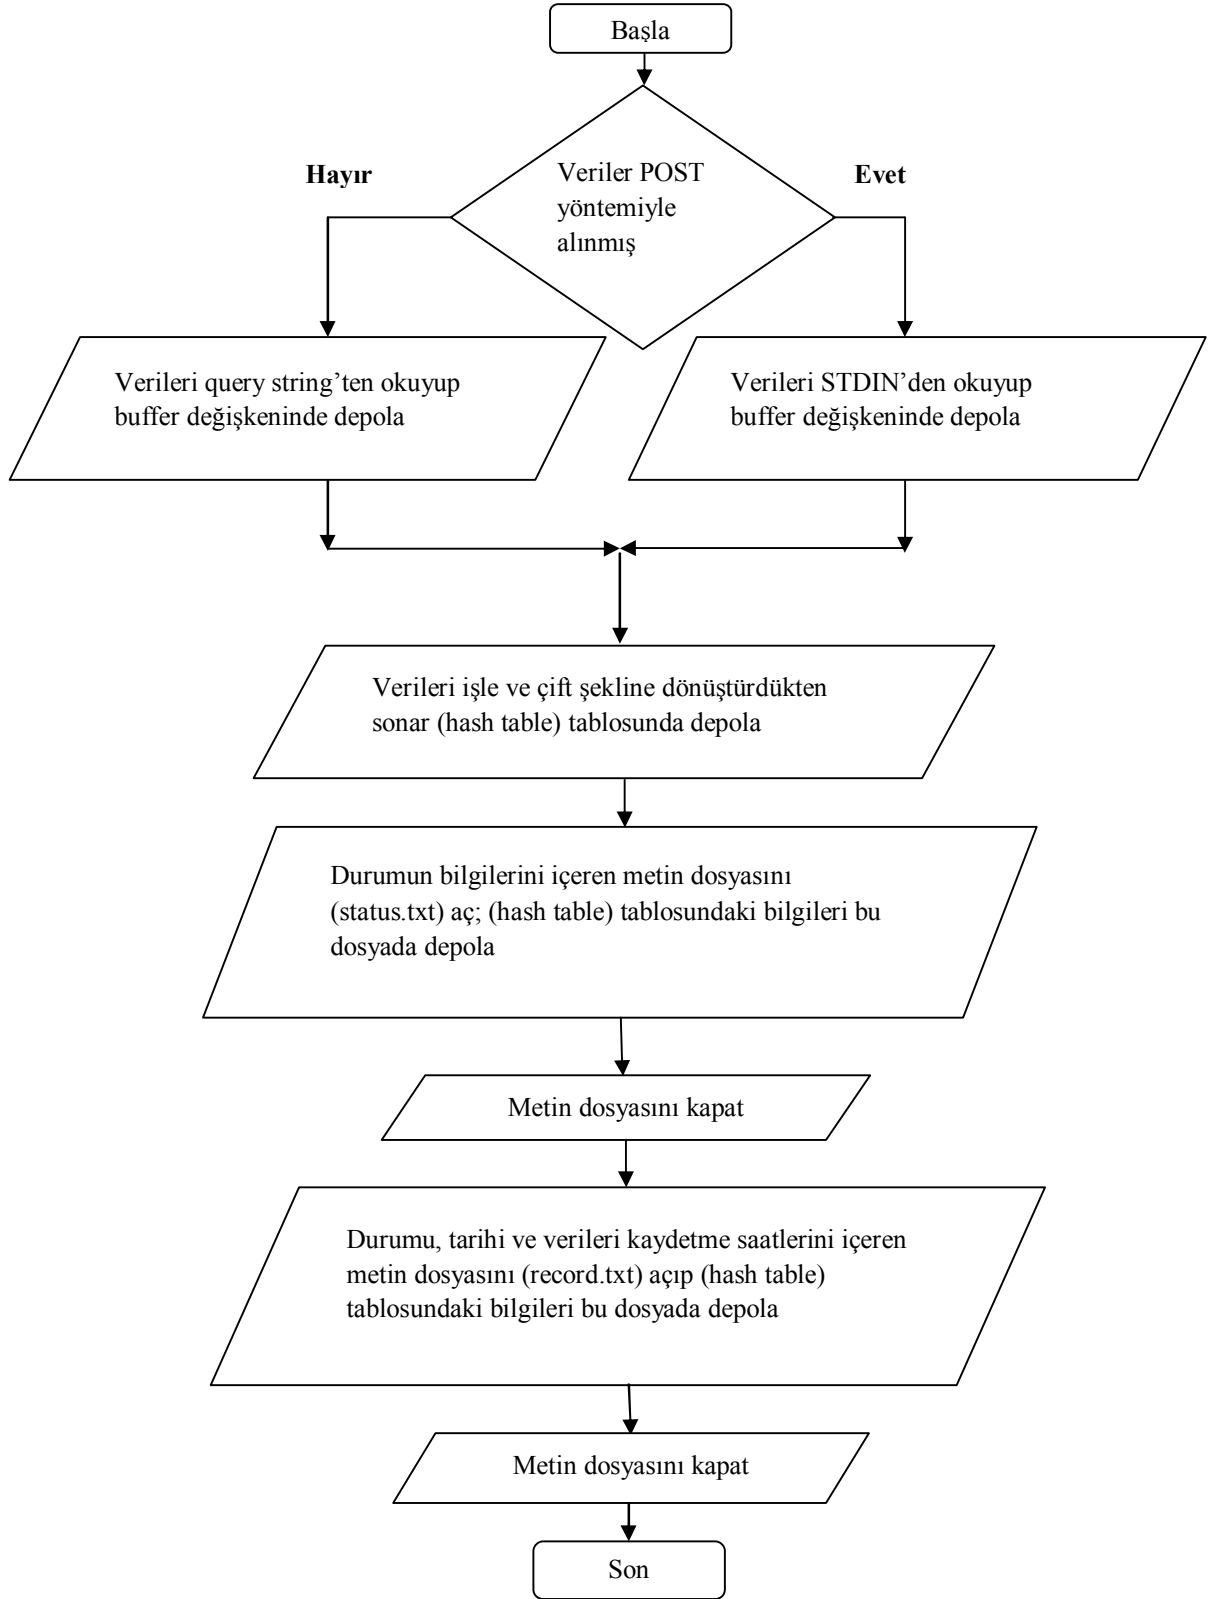 Başla
Veriler POST
yöntemiyle
alınmış
Hayır
Evet
Verileri query string’ten okuyup
buffer değişkeninde depola
Verileri STDIN’den okuyup
buffer değişkeninde depola
Verileri işle ve çift şekline dönüştürdükten
sonar (hash table) tablosunda depola
Durumun bilgilerini içeren metin dosyasını
(status.txt) aç; (hash table) tablosundaki bilgileri bu
dosyada depola
Metin dosyasını kapat
Durumu, tarihi ve verileri kaydetme saatlerini içeren
metin dosyasını (record.txt) açıp (hash table)
tablosundaki bilgileri bu dosyada depola
Metin dosyasını kapat
Son